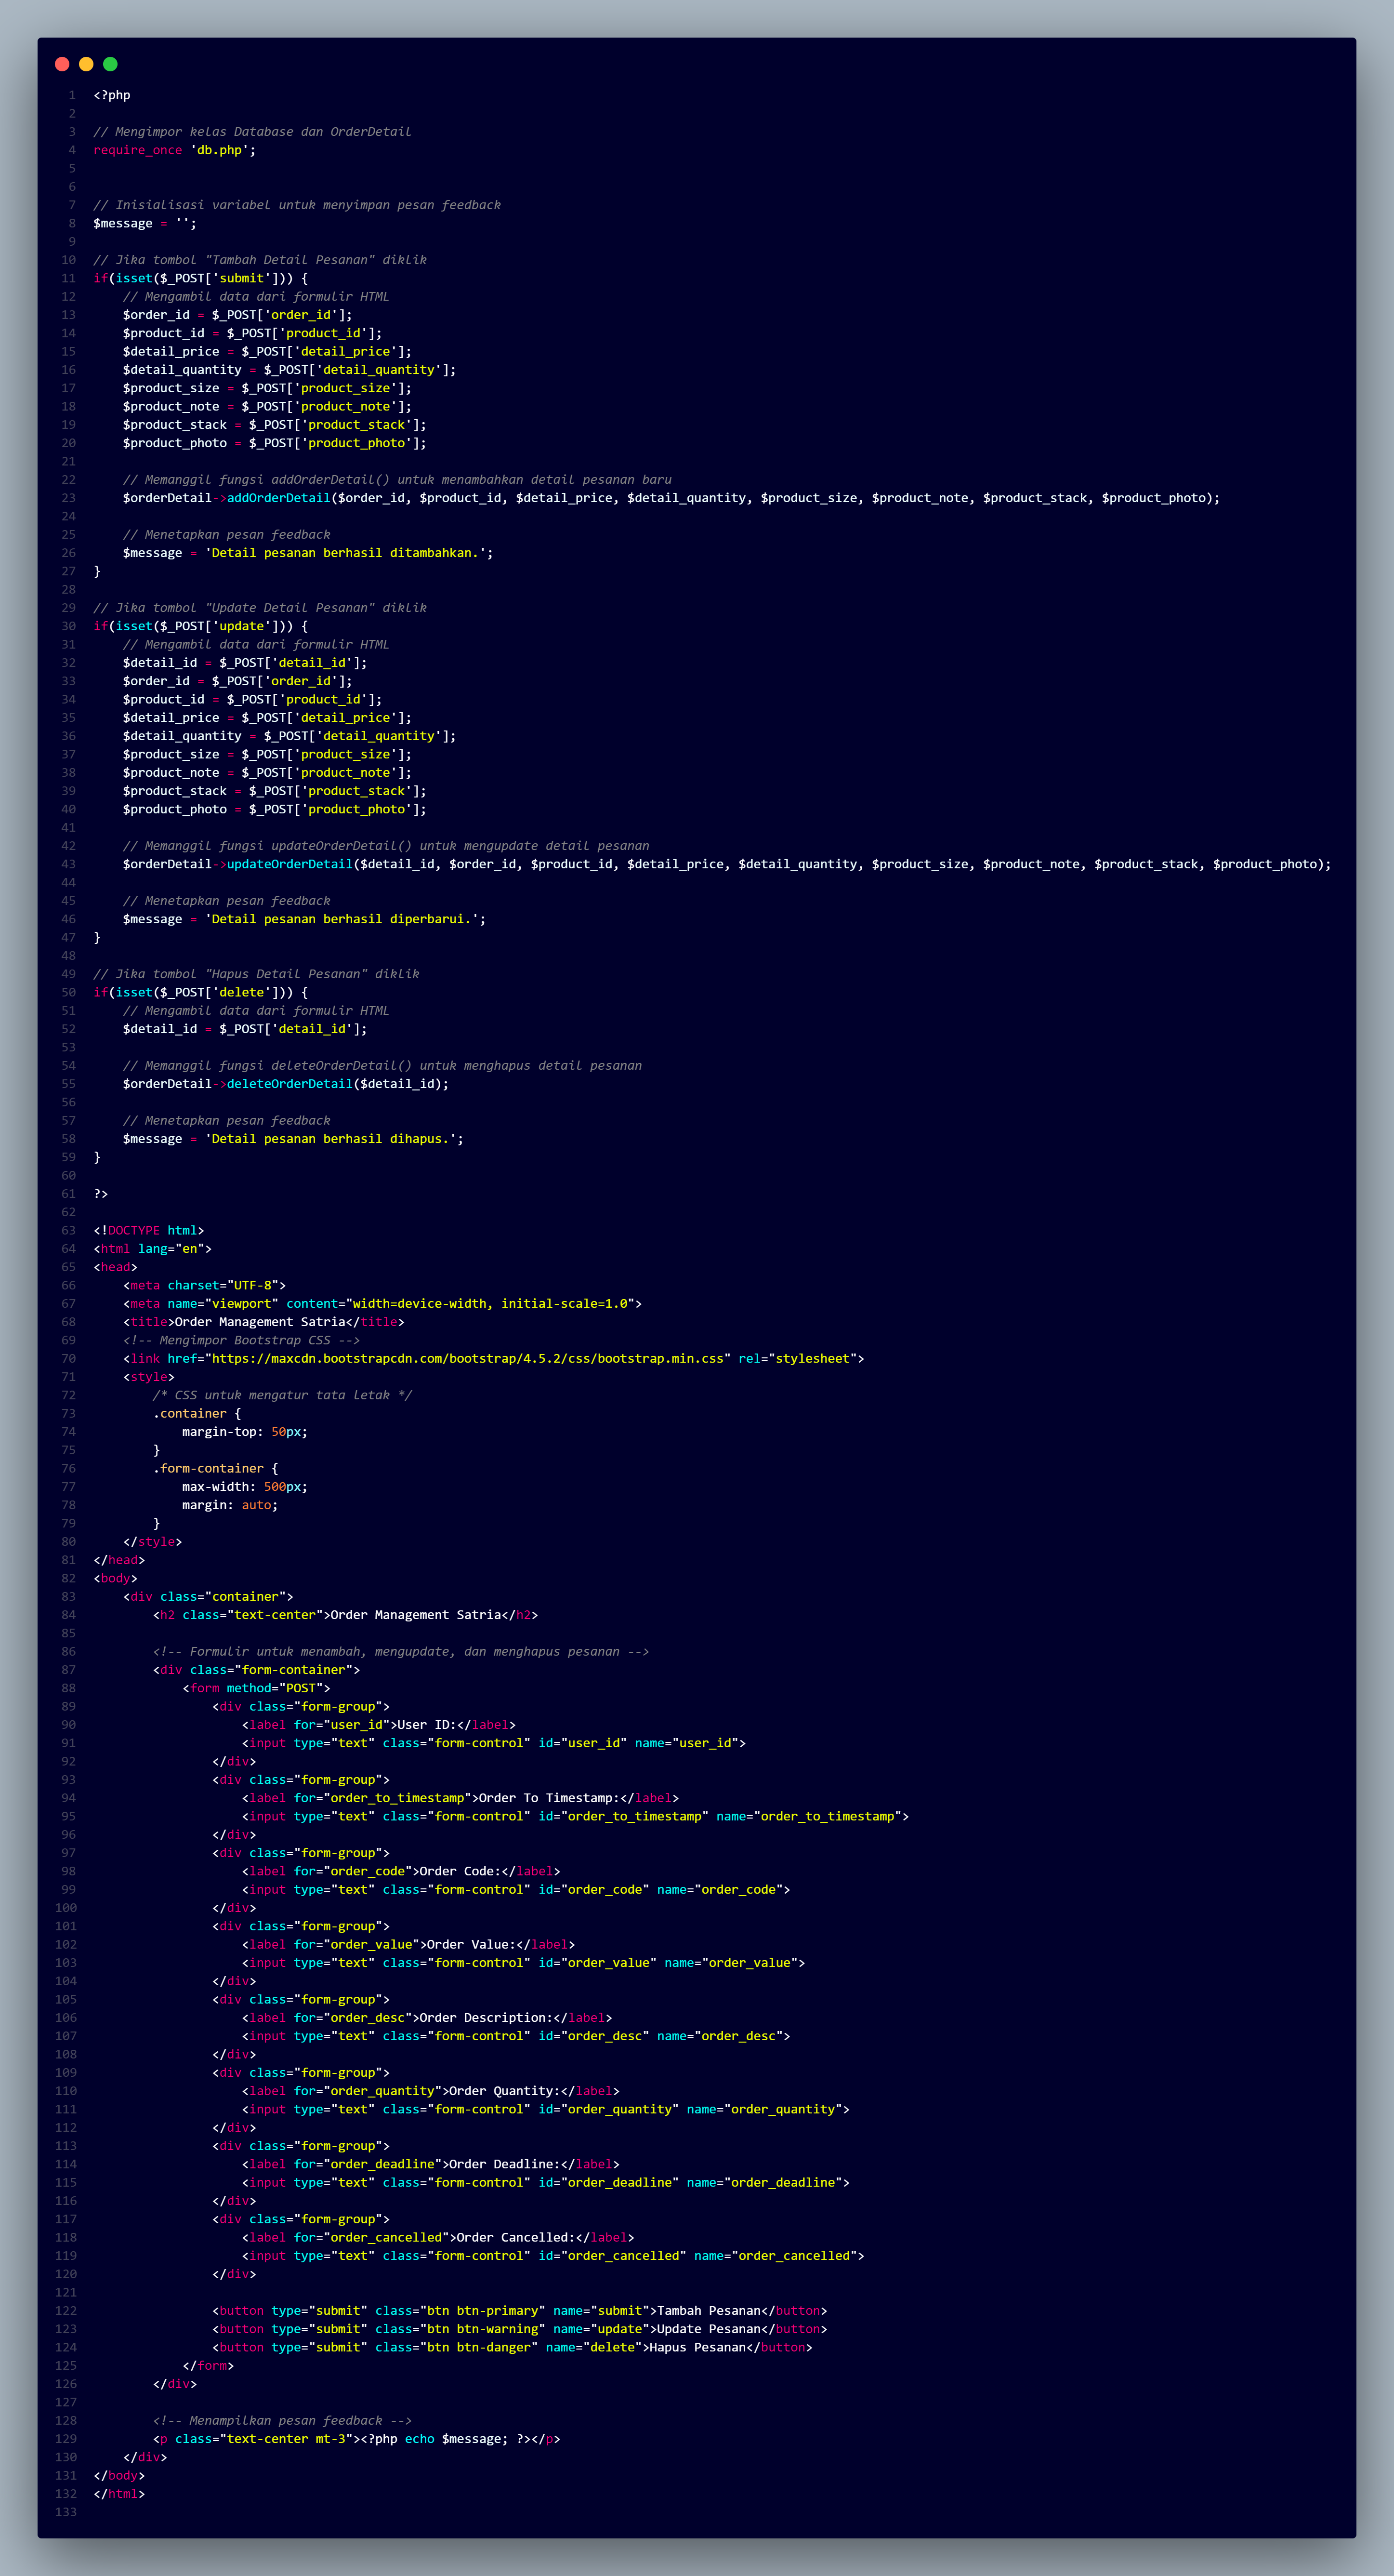 1 <?php
2
3 // Mengimpor kelas Database dan OrderDetail
4 require_once 'db.php';
5
6
7 // Inisialisasi variabel untuk menyimpan pesan feedback
8 $message = '';
9
10 // Jika tombol "Tambah Detail Pesanan" diklik
11 if(isset($_POST['submit'])) {
12     // Mengambil data dari formulir HTML
13     $order_id = $_POST['order_id'];
14     $product_id = $_POST['product_id'];
15     $detail_price = $_POST['detail_price'];
16     $detail_quantity = $_POST['detail_quantity'];
17     $product_size = $_POST['product_size'];
18     $product_note = $_POST['product_note'];
19     $product_stack = $_POST['product_stack'];
20     $product_photo = $_POST['product_photo'];
21
22     // Memanggil fungsi addOrderDetail() untuk menambahkan detail pesanan baru
23     $orderDetail->addOrderDetail($order_id, $product_id, $detail_price, $detail_quantity, $product_size, $product_note, $product_stack, $product_photo);
24
25     // Menetapkan pesan feedback
26     $message = 'Detail pesanan berhasil ditambahkan.';
27 }
28
29 // Jika tombol "Update Detail Pesanan" diklik
30 if(isset($_POST['update'])) {
31     // Mengambil data dari formulir HTML
32     $detail_id = $_POST['detail_id'];
33     $order_id = $_POST['order_id'];
34     $product_id = $_POST['product_id'];
35     $detail_price = $_POST['detail_price'];
36     $detail_quantity = $_POST['detail_quantity'];
37     $product_size = $_POST['product_size'];
38     $product_note = $_POST['product_note'];
39     $product_stack = $_POST['product_stack'];
40     $product_photo = $_POST['product_photo'];
41
42     // Memanggil fungsi updateOrderDetail() untuk mengupdate detail pesanan
43     $orderDetail->updateOrderDetail($detail_id, $order_id, $product_id, $detail_price, $detail_quantity, $product_size, $product_note, $product_stack, $product_photo);
44
45     // Menetapkan pesan feedback
46     $message = 'Detail pesanan berhasil diperbarui.';
47 }
48
49 // Jika tombol "Hapus Detail Pesanan" diklik
50 if(isset($_POST['delete'])) {
51     // Mengambil data dari formulir HTML
52     $detail_id = $_POST['detail_id'];
53
54     // Memanggil fungsi deleteOrderDetail() untuk menghapus detail pesanan
55     $orderDetail->deleteOrderDetail($detail_id);
56
57     // Menetapkan pesan feedback
58     $message = 'Detail pesanan berhasil dihapus.';
59 }
60
61 ?>
62
63 <!DOCTYPE html>
64 <html lang="en">
65 <head>
66     <meta charset="UTF-8">
67     <meta name="viewport" content="width=device-width, initial-scale=1.0">
68     <title>Order Management Satria</title>
69     <!-- Mengimpor Bootstrap CSS -->
70     <link href="https://maxcdn.bootstrapcdn.com/bootstrap/4.5.2/css/bootstrap.min.css" rel="stylesheet">
71     <style>
72         /* CSS untuk mengatur tata letak */
73         .container {
74             margin-top: 50px;
75         }
76         .form-container {
77             max-width: 500px;
78             margin: auto;
79         }
80     </style>
81 </head>
82 <body>
83     <div class="container">
84         <h2 class="text-center">Order Management Satria</h2>
85
86         <!-- Formulir untuk menambah, mengupdate, dan menghapus pesanan -->
87         <div class="form-container">
88             <form method="POST">
89                 <div class="form-group">
90                     <label for="user_id">User ID:</label>
91                     <input type="text" class="form-control" id="user_id" name="user_id">
92                 </div>
93                 <div class="form-group">
94                     <label for="order_to_timestamp">Order To Timestamp:</label>
95                     <input type="text" class="form-control" id="order_to_timestamp" name="order_to_timestamp">
96                 </div>
97                 <div class="form-group">
98                     <label for="order_code">Order Code:</label>
99                     <input type="text" class="form-control" id="order_code" name="order_code">
100                 </div>
101                 <div class="form-group">
102                     <label for="order_value">Order Value:</label>
103                     <input type="text" class="form-control" id="order_value" name="order_value">
104                 </div>
105                 <div class="form-group">
106                     <label for="order_desc">Order Description:</label>
107                     <input type="text" class="form-control" id="order_desc" name="order_desc">
108                 </div>
109                 <div class="form-group">
110                     <label for="order_quantity">Order Quantity:</label>
111                     <input type="text" class="form-control" id="order_quantity" name="order_quantity">
112                 </div>
113                 <div class="form-group">
114                     <label for="order_deadline">Order Deadline:</label>
115                     <input type="text" class="form-control" id="order_deadline" name="order_deadline">
116                 </div>
117                 <div class="form-group">
118                     <label for="order_cancelled">Order Cancelled:</label>
119                     <input type="text" class="form-control" id="order_cancelled" name="order_cancelled">
120                 </div>
121
122                 <button type="submit" class="btn btn-primary" name="submit">Tambah Pesanan</button>
123                 <button type="submit" class="btn btn-warning" name="update">Update Pesanan</button>
124                 <button type="submit" class="btn btn-danger" name="delete">Hapus Pesanan</button>
125             </form>
126         </div>
127
128         <!-- Menampilkan pesan feedback -->
129         <p class="text-center mt-3"><?php echo $message; ?></p>
130     </div>
131 </body>
132 </html>
133